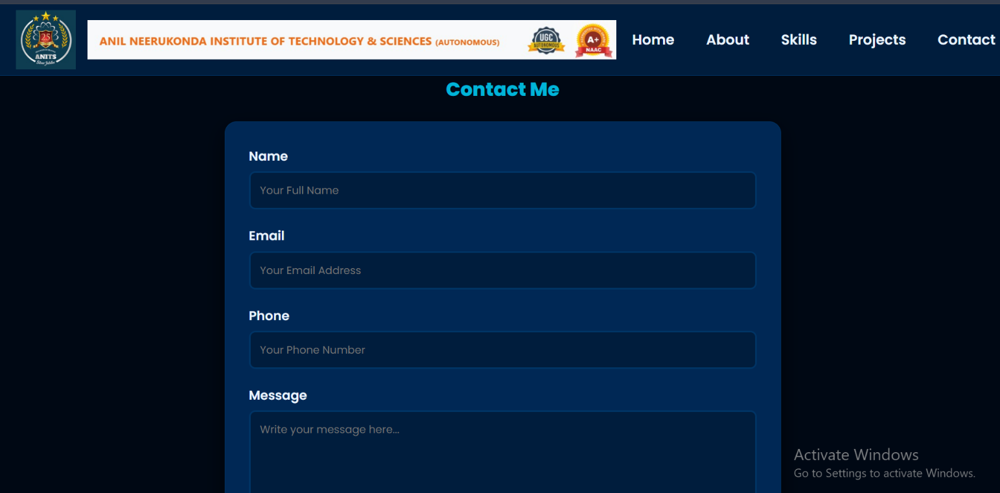 25
ANITS
Silver Jubilee
ANIL NEERUKONDA INSTITUTE OF TECHNOLOGY & SCIENCES (AUTONOMOUS)
UGC
AUTONOMOUS
A+
NAAC
Home
About
Skills
Projects
Contact
Contact Me
Name
Your Full Name
Email
Your Email Address
Phone
Your Phone Number
Message
Write your message here...
Activate Windows
Go to Settings to activate Windows.